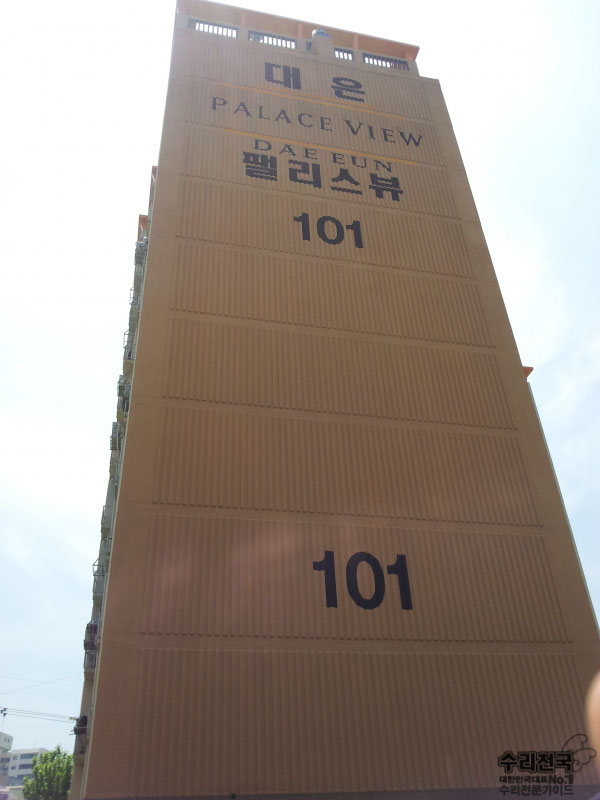 대은
PALACE VIEW
DAE EUN
팰리스뷰
101
101
수리전국
대한민국대표No.1
수리전문가이드